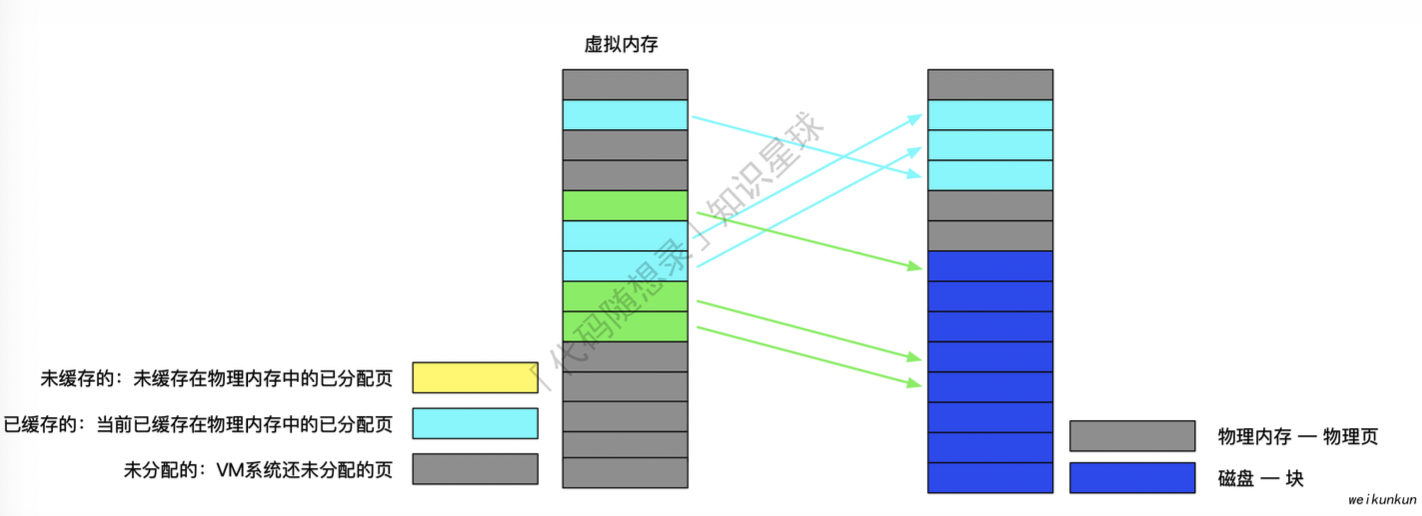 虚拟内存
「代码随想录」知识星球
未缓存的：未缓存在物理内存中的已分配页
已缓存的：当前已缓存在物理内存中的已分配页
未分配的：VM系统还未分配的页
物理内存 — 物理页
磁盘 — 块
weikunkun